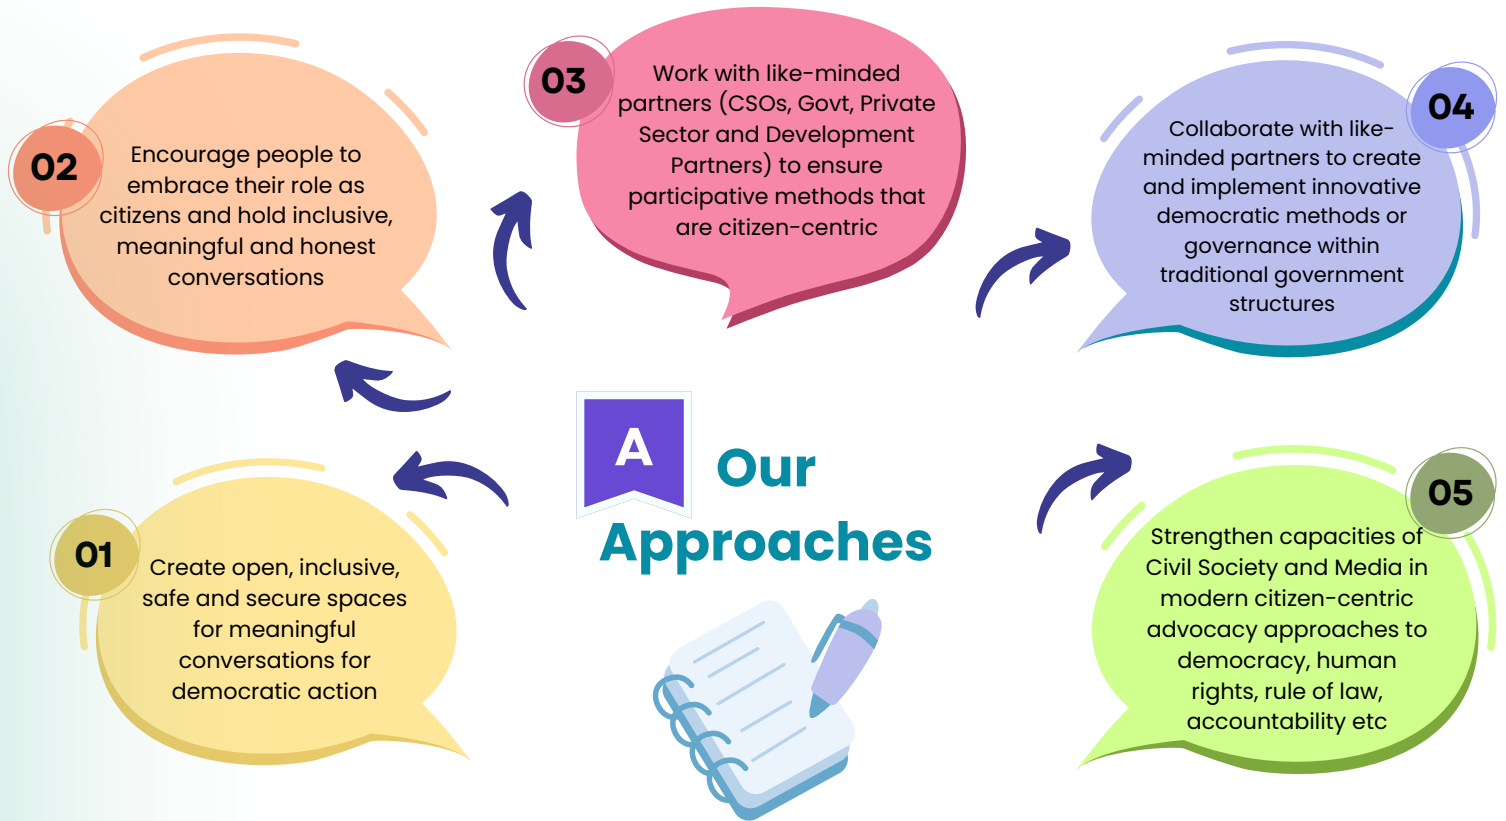 A
Our
Approaches
01
Create open, inclusive,
safe and secure spaces
for meaningful
conversations for
democratic action
02
Encourage people to
embrace their role as
citizens and hold inclusive,
meaningful and honest
conversations
03
Work with like-minded
partners (CSOs, Govt, Private
Sector and Development
Partners) to ensure
participative methods that
are citizen-centric
04
Collaborate with like-
minded partners to create
and implement innovative
democratic methods or
governance within
traditional government
structures
05
Strengthen capacities of
Civil Society and Media in
modern citizen-centric
advocacy approaches to
democracy, human
rights, rule of law,
accountability etc